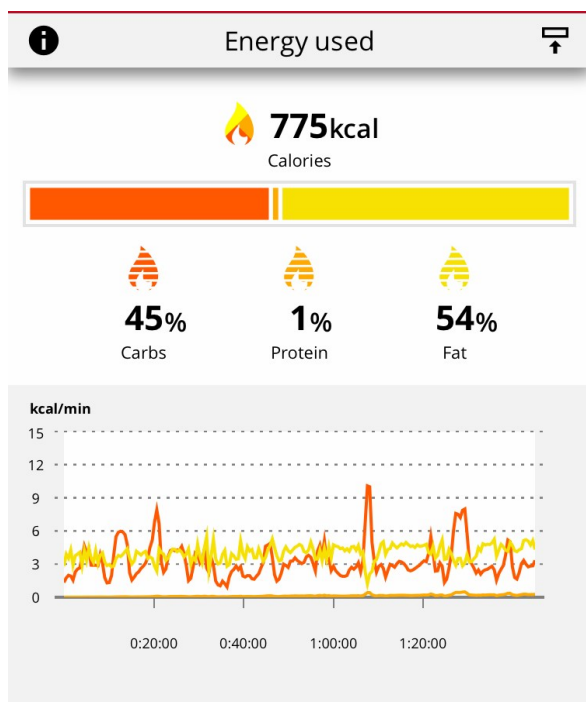 Energy used
775kcal
Calories
45% 1% 54%
Carbs Protein Fat
kcal/min
15
12
9
6
3
0
0:20:00 0:40:00 1:00:00 1:20:00